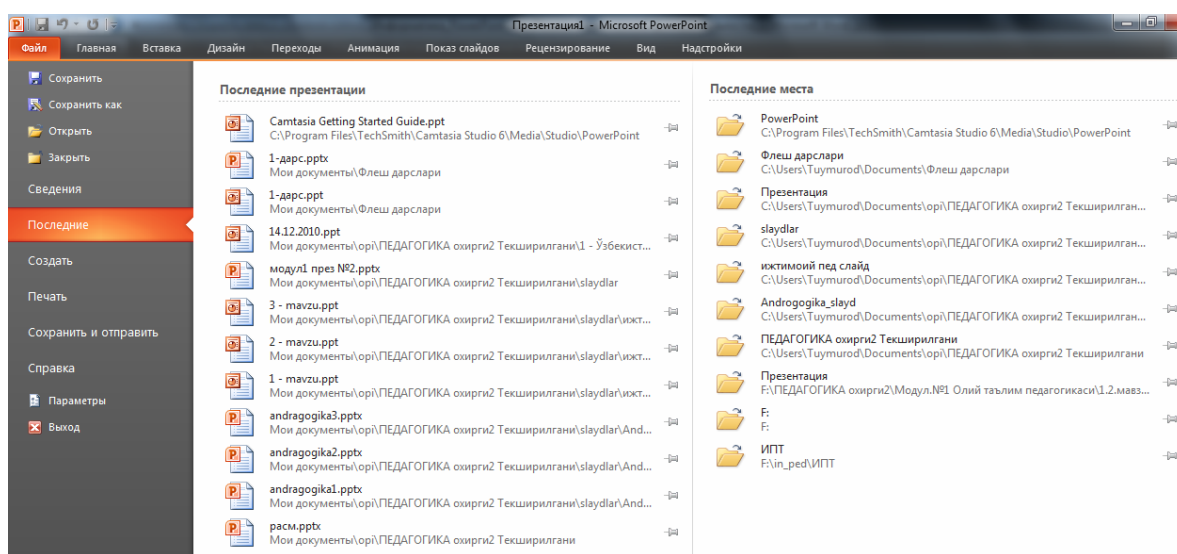 Презентация1 - Microsoft PowerPoint
Файл Главная Вставка Дизайн Переходы Анимация Показ слайдов Рецензирование Вид Надстройки
Сохранить
Сохранить как
Открыть
Закрыть
Сведения
Последние
Создать
Печать
Сохранить и отправить
Справка
Параметры
Выход
Последние презентации
Camtasia Getting Started Guide.ppt
C:\Program Files\TechSmith\Camtasia Studio 6\Media\Studio\PowerPoint
1-дарс.pptx
Мои документы\Флеш дарслари
1-дарс.ppt
Мои документы\Флеш дарслари
14.12.2010.ppt
Мои документы\opi\ПЕДАГОГИКА охирги2 Текширилгани\1 - Ўзбекист...
модул1 през №2.pptx
Мои документы\opi\ПЕДАГОГИКА охирги2 Текширилгани\slaydlar
3 - mavzu.ppt
Мои документы\opi\ПЕДАГОГИКА охирги2 Текширилгани\slaydlar\ижт...
2 - mavzu.ppt
Мои документы\opi\ПЕДАГОГИКА охирги2 Текширилгани\slaydlar\ижт...
1 - mavzu.ppt
Мои документы\opi\ПЕДАГОГИКА охирги2 Текширилгани\slaydlar\ижт...
andragogika3.pptx
Мои документы\opi\ПЕДАГОГИКА охирги2 Текширилгани\slaydlar\And...
andragogika2.pptx
Мои документы\opi\ПЕДАГОГИКА охирги2 Текширилгани\slaydlar\And...
andragogika1.pptx
Мои документы\opi\ПЕДАГОГИКА охирги2 Текширилгани\slaydlar\And...
расм.pptx
Мои документы\opi\ПЕДАГОГИКА охирги2 Текширилгани
Последние места
PowerPoint
C:\Program Files\TechSmith\Camtasia Studio 6\Media\Studio\PowerPoint
Флеш дарслари
C:\Users\Tuymurod\Documents\Флеш дарслари
Презентация
C:\Users\Tuymurod\Documents\opi\ПЕДАГОГИКА охирги2 Текширилган...
slaydlar
C:\Users\Tuymurod\Documents\opi\ПЕДАГОГИКА охирги2 Текширилган...
ижтимоий пед слайд
C:\Users\Tuymurod\Documents\opi\ПЕДАГОГИКА охирги2 Текширилган...
Androgogika_slayd
C:\Users\Tuymurod\Documents\opi\ПЕДАГОГИКА охирги2 Текширилган...
ПЕДАГОГИКА охирги2 Текширилгани
C:\Users\Tuymurod\Documents\opi\ПЕДАГОГИКА охирги2 Текширилгани
Презентация
F:\ПЕДАГОГИКА охирги2\Модул.№1 Олий таълим педагогикаси\1.2.мавз...
F:
F:
ИПТ
F:\in_ped\ИПТ